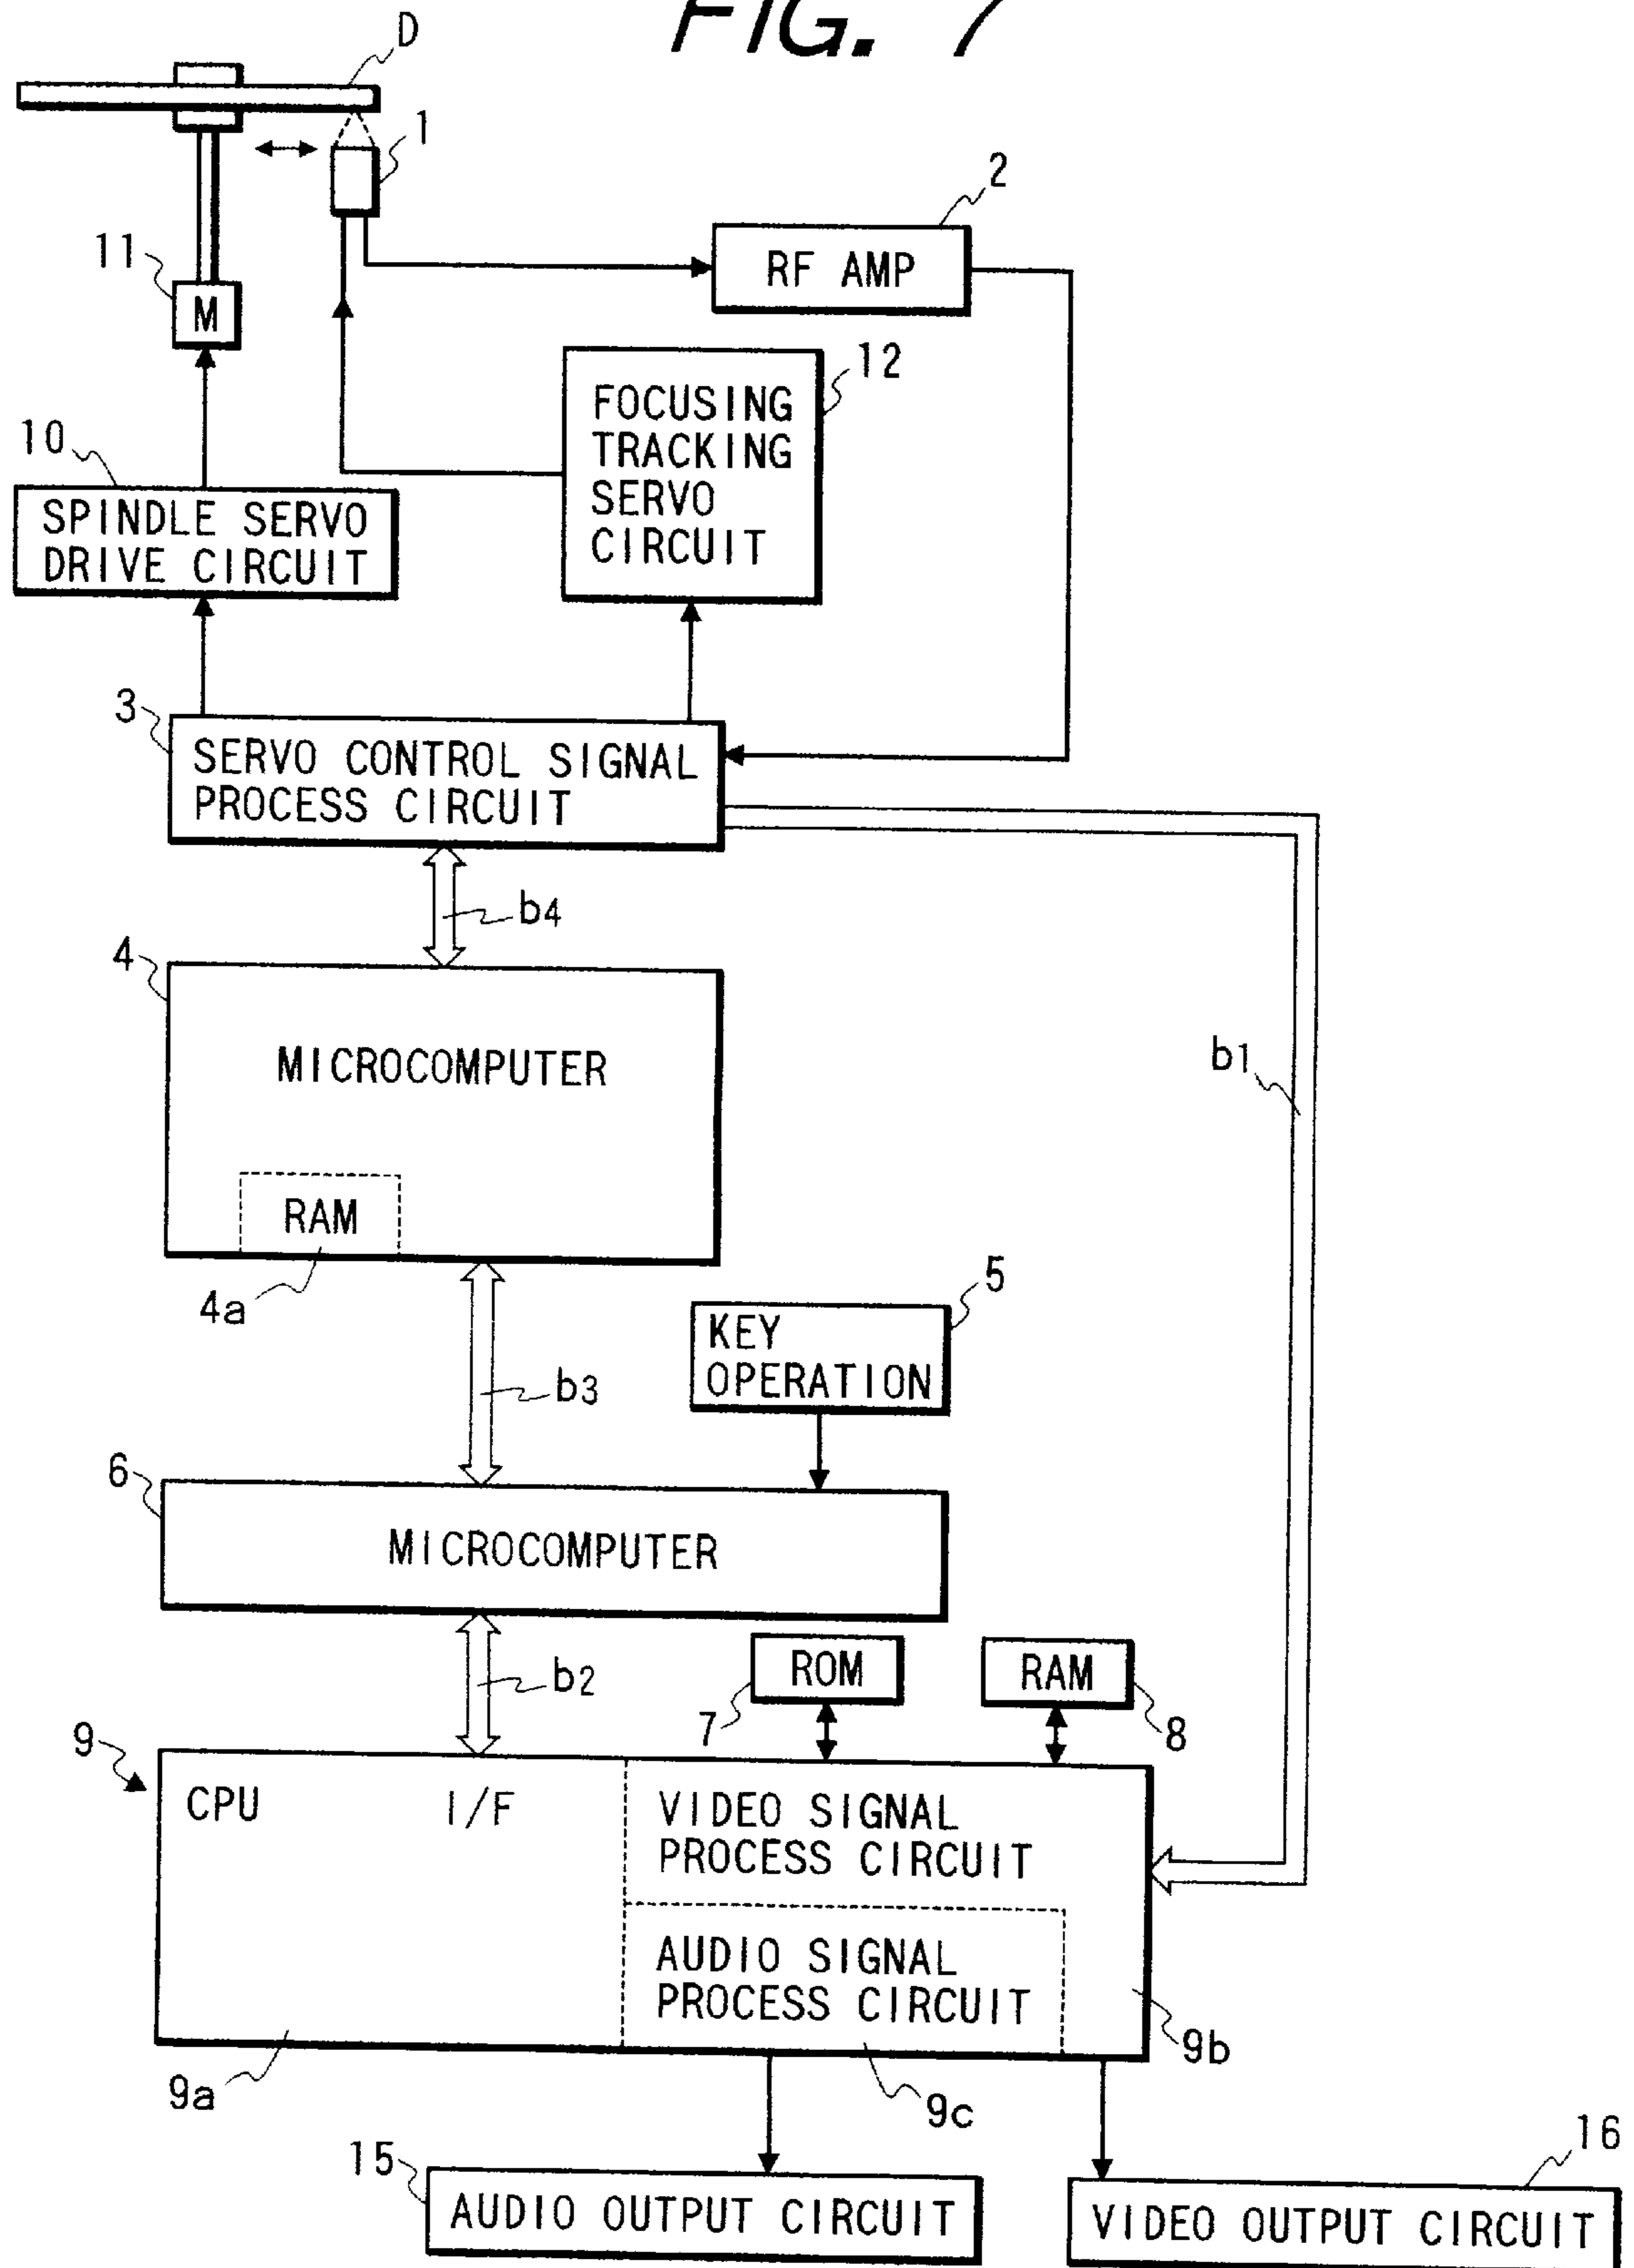 FIG. 7
D
1
2
RF AMP
11
M
12
FOCUSING
TRACKING
SERVO
CIRCUIT
10
SPINDLE SERVO
DRIVE CIRCUIT
3
SERVO CONTROL SIGNAL
PROCESS CIRCUIT
b4
4
MICROCOMPUTER
b1
RAM
4a
5
KEY
OPERATION
b3
6
MICROCOMPUTER
b2
ROM
RAM
7
8
9
CPU
I/F
VIDEO SIGNAL
PROCESS CIRCUIT
AUDIO SIGNAL
PROCESS CIRCUIT
9b
9a
9c
15
AUDIO OUTPUT CIRCUIT
16
VIDEO OUTPUT CIRCUIT